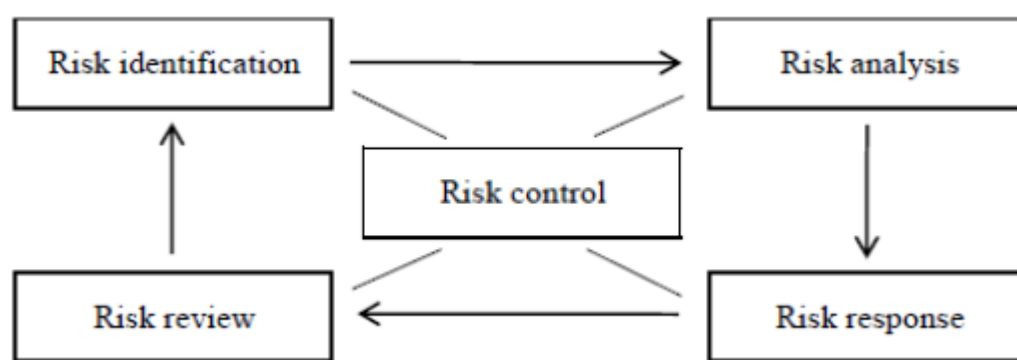 Risk identification
Risk analysis
Risk control
Risk review
Risk response